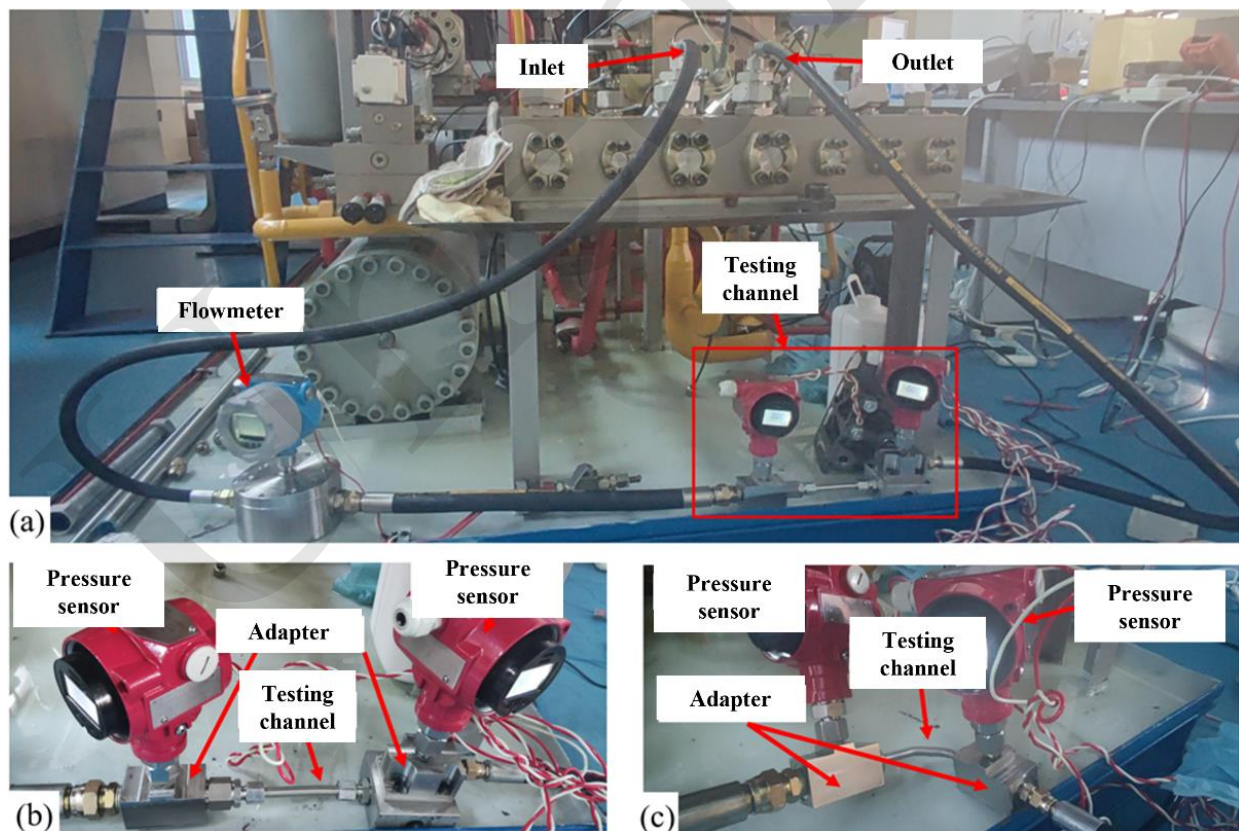 Inlet
Outlet
Testing
channel
Flowmeter
(a)
Pressure
sensor
Pressure
sensor
Adapter
Testing
channel
(b)
Pressure
sensor
Pressure
sensor
Testing
channel
Adapter
(c)